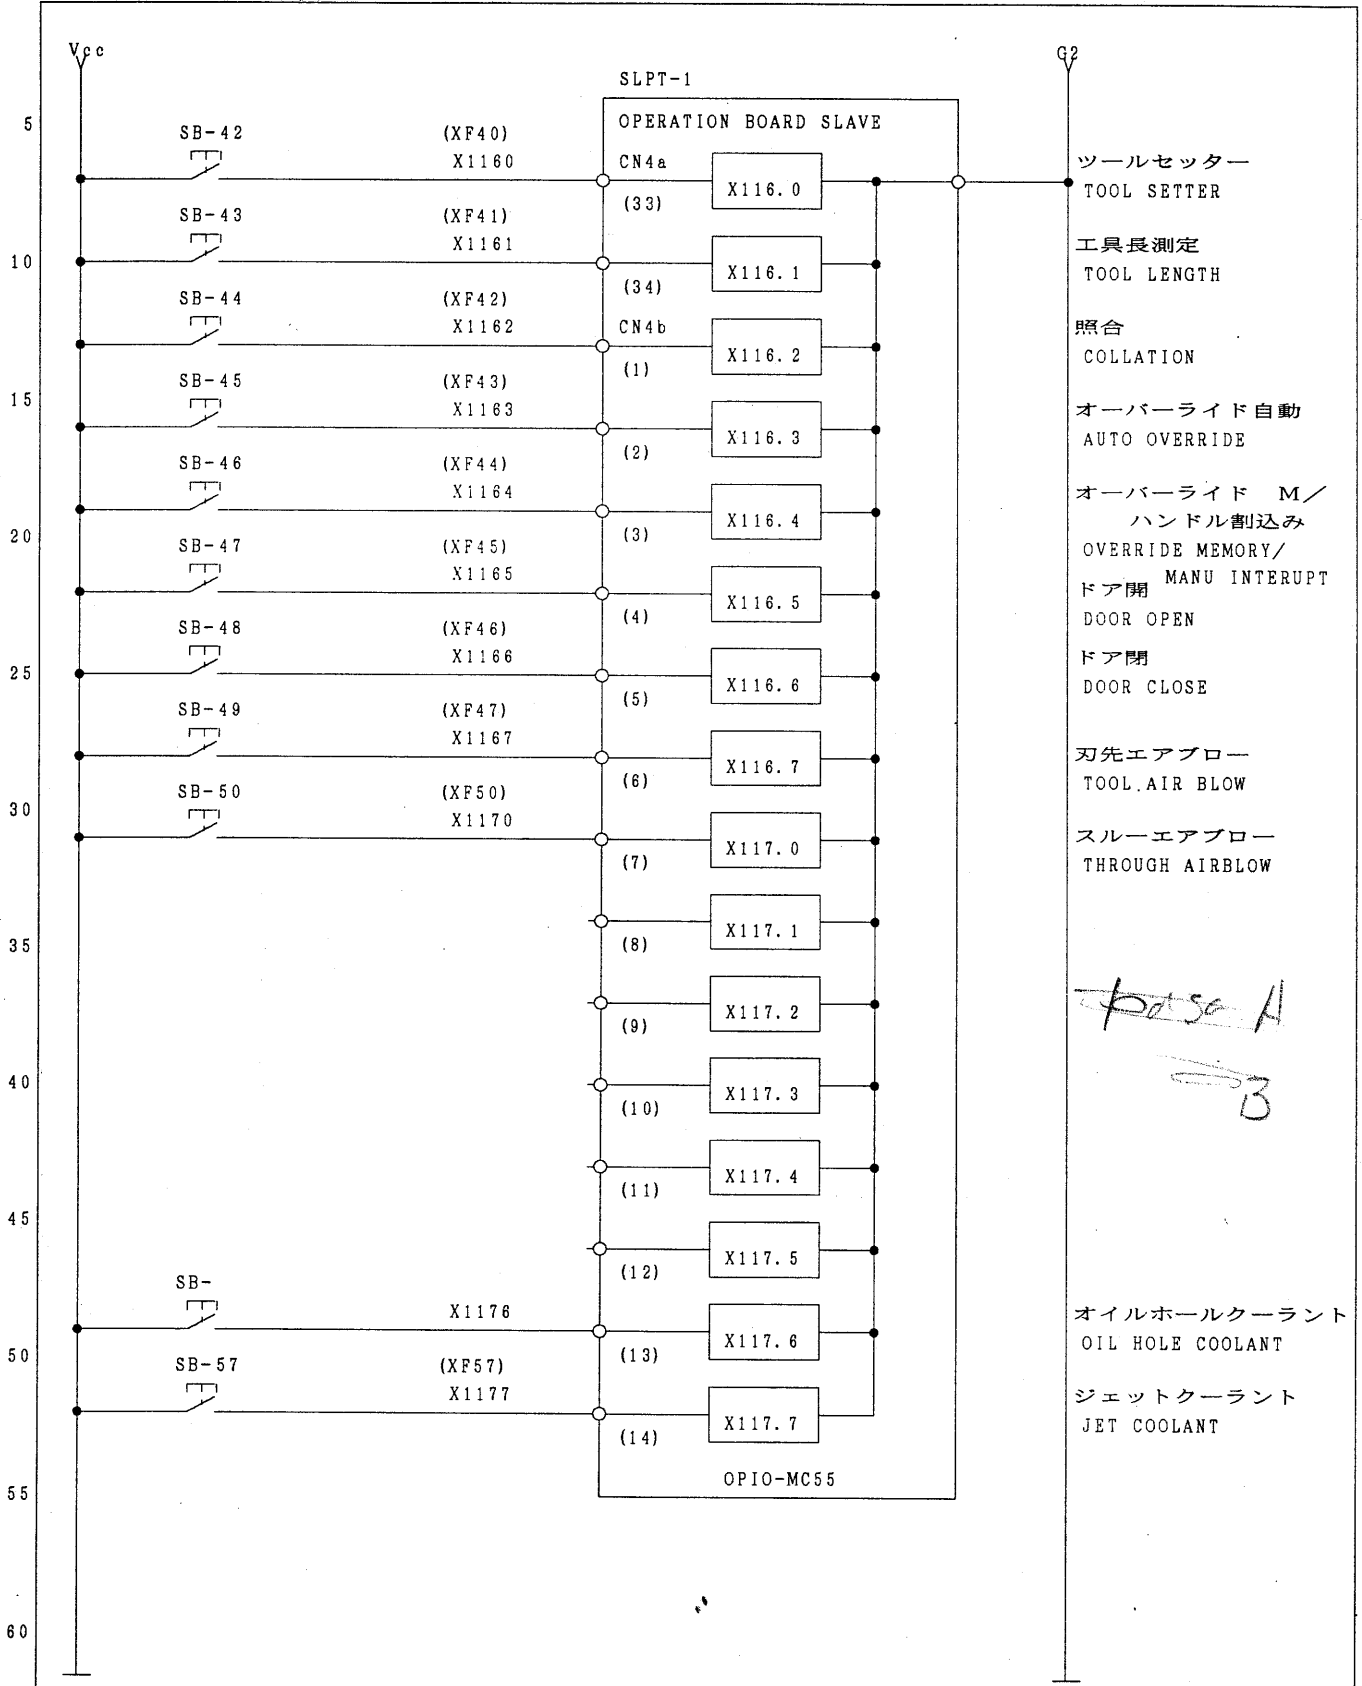 Vcc
G2
SLPT-1
5
OPERATION BOARD SLAVE
SB-42
(XF40)
X1160
CN4a
X116.0
(33)
ツールセッター
TOOL SETTER
SB-43
(XF41)
X1161
10
X116.1
(34)
工具長測定
TOOL LENGTH
SB-44
(XF42)
X1162
CN4b
X116.2
(1)
照合
COLLATION
15
SB-45
(XF43)
X1163
X116.3
(2)
オーバーライド自動
AUTO OVERRIDE
SB-46
(XF44)
X1164
X116.4
(3)
オーバーライド M/
ハンドル割込み
OVERRIDE MEMORY/
MANU INTERUPT
20
SB-47
(XF45)
X1165
X116.5
(4)
ドア開
DOOR OPEN
SB-48
(XF46)
X1166
25
X116.6
(5)
ドア閉
DOOR CLOSE
SB-49
(XF47)
X1167
X116.7
(6)
刃先エアブロー
TOOL.AIR BLOW
30
SB-50
(XF50)
X1170
X117.0
(7)
スルーエアブロー
THROUGH AIRBLOW
35
X117.1
(8)
X117.2
(9)
40
X117.3
(10)
B
X117.4
(11)
45
X117.5
(12)
SB-
X1176
X117.6
(13)
オイルホールクーラント
OIL HOLE COOLANT
50
SB-57
(XF57)
X1177
X117.7
(14)
ジェットクーラント
JET COOLANT
OPIO-MC55
55
60